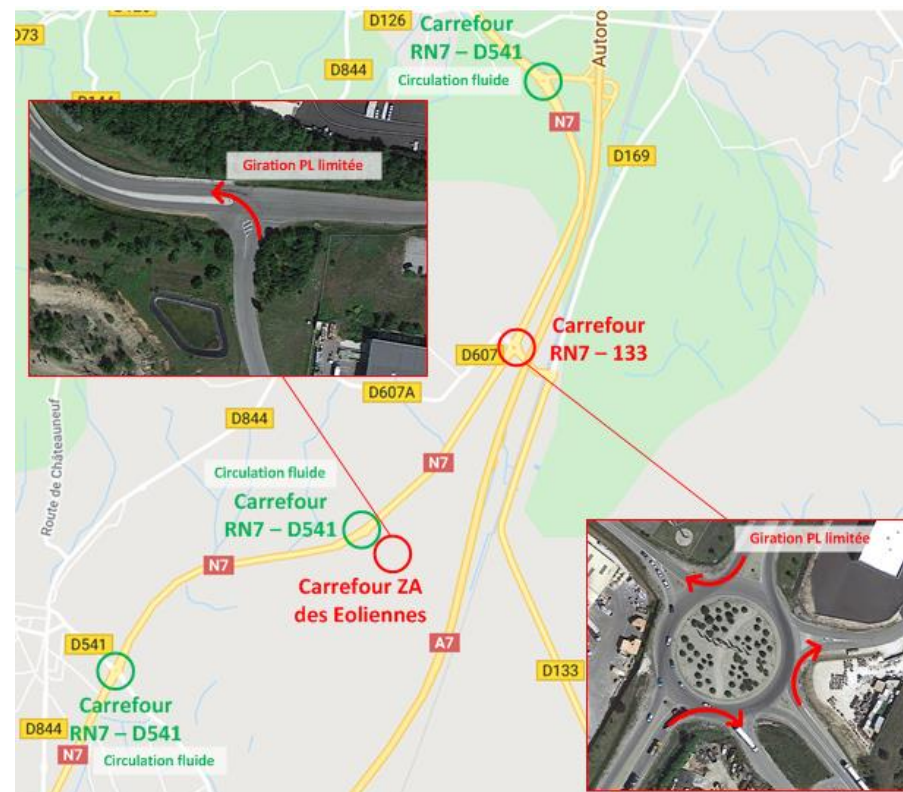 D126
Carrefour
RN7 – D541
Circulation fluide
D73
D844
Autoro
N7
D169
Giration PL limitée
Carrefour
RN7 – 133
D607
D607A
D844
Route de Châteauneuf
N7
Circulation fluide
Carrefour
RN7 – D541
N7
Carrefour ZA
des Eoliennes
Giration PL limitée
A7
D541
D133
Carrefour
RN7 – D541
D844
N7
Circulation fluide